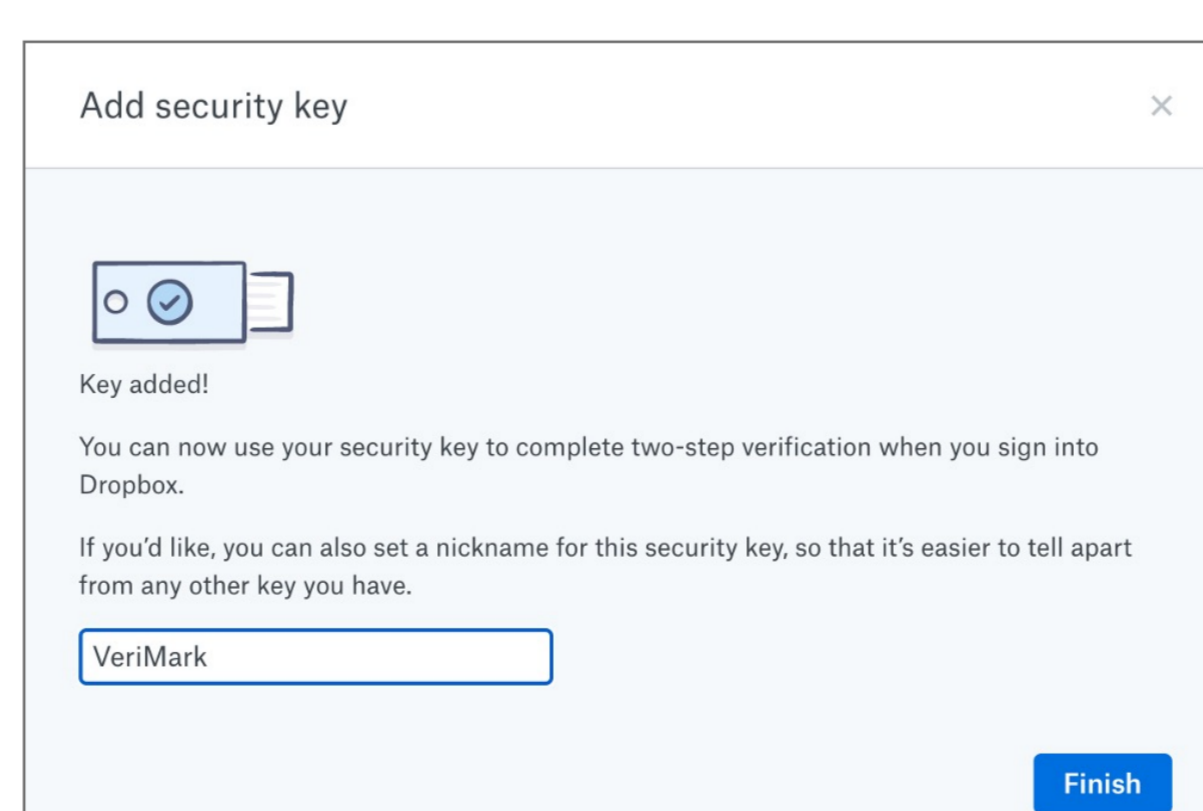 Add security key
Key added!
You can now use your security key to complete two-step verification when you sign into
Dropbox.
If you’d like, you can also set a nickname for this security key, so that it’s easier to tell apart
from any other key you have.
VeriMark
Finish